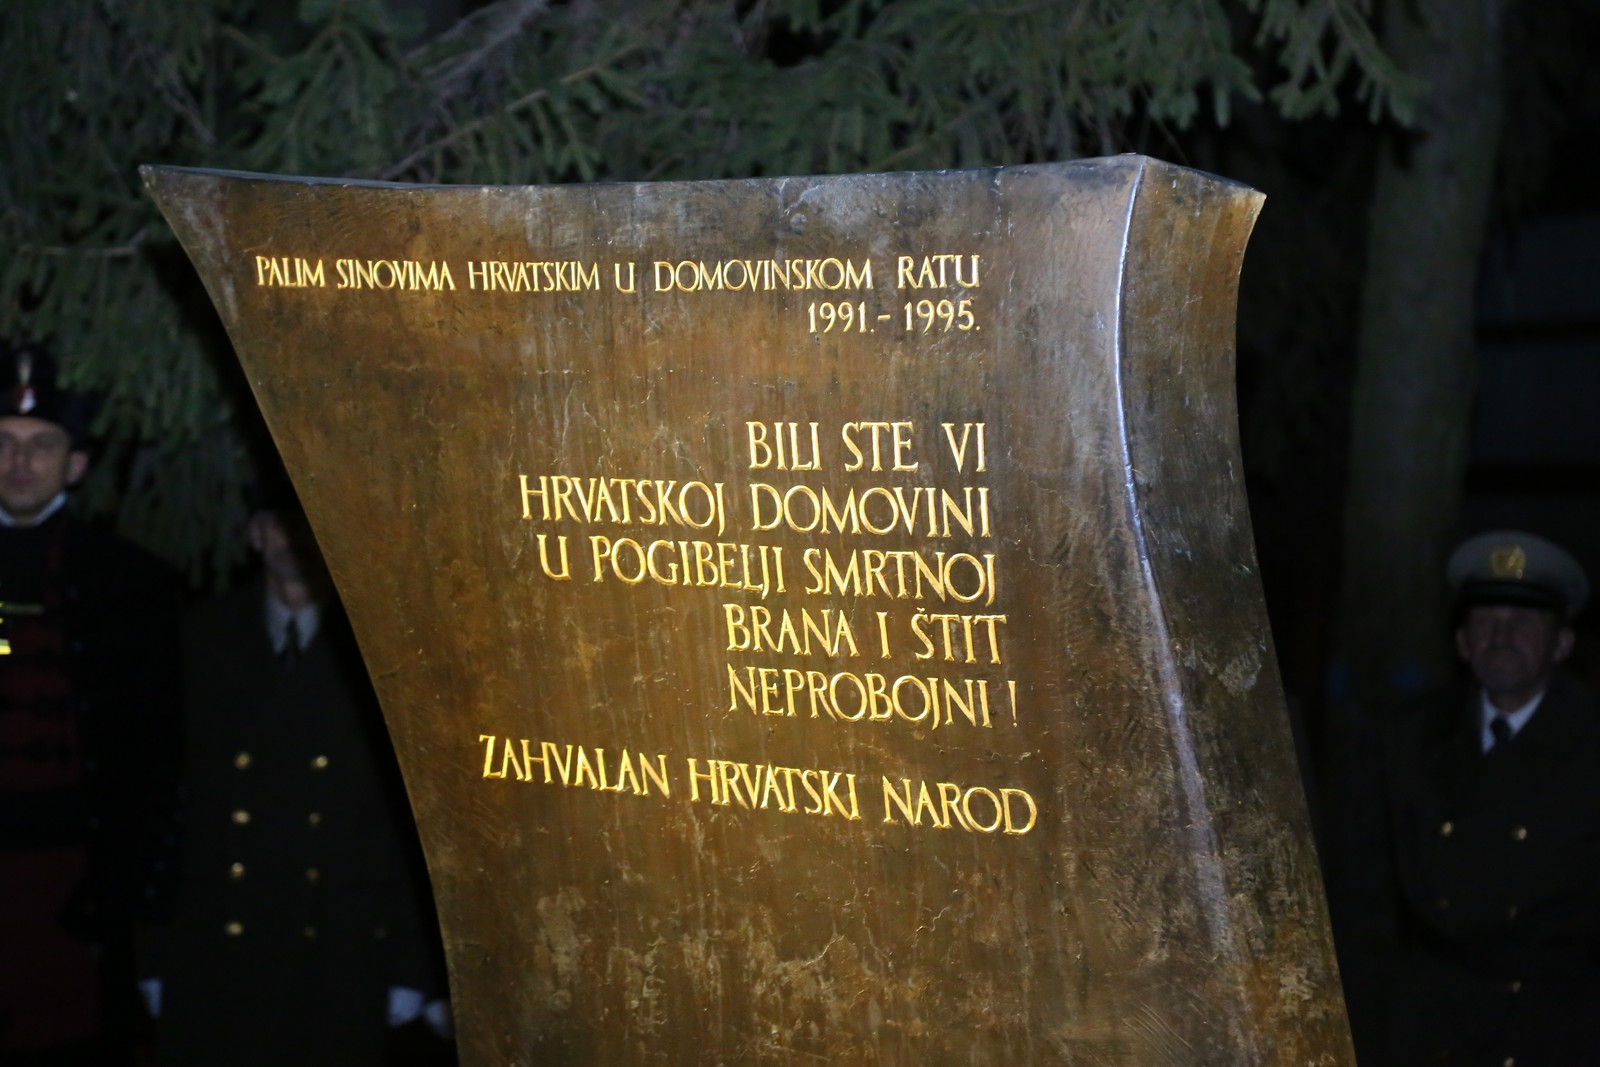 PALIM SINOVIMA HRVATSKIM U DOMOVINSKOM RATU
1991.- 1995.
BILI STE VI
HRVATSKOJ DOMOVINI
U POGIBELJI SMRTNOJ
BRANA I ŠTIT
NEPROBOJNI !
ZAHVALAN HRVATSKI NAROD